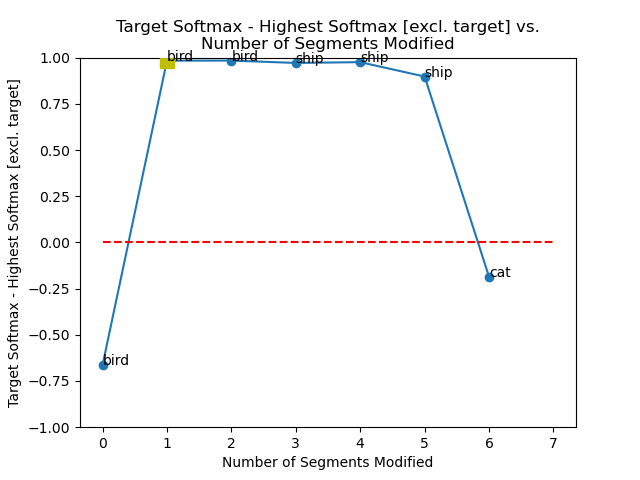 Target Softmax - Highest Softmax [excl. target] vs.
Number of Segments Modified
Target Softmax - Highest Softmax [excl. target]
1.00
0.75
0.50
0.25
0.00
−0.25
−0.50
−0.75
−1.00
bird
bird
bird
ship
ship
ship
cat
0 1 2 3 4 5 6 7
Number of Segments Modified